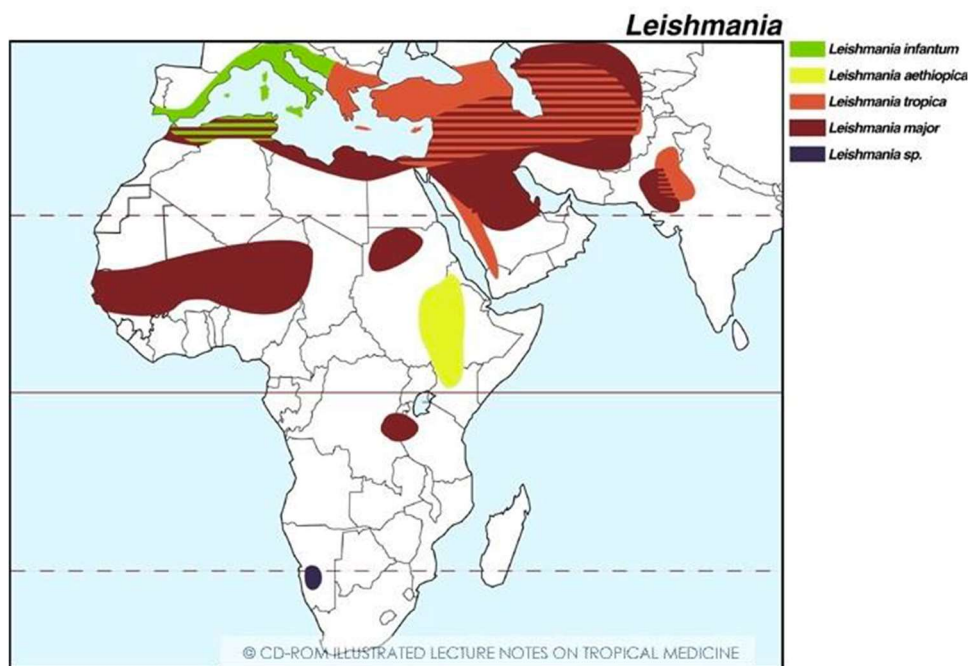 Leishmania
Leishmania infantum
Leishmania aethiopica
Leishmania tropica
Leishmania major
Leishmania sp.
@ CD-ROM ILLUSTRATED LECTURE NOTES ON TROPICAL MEDICINE